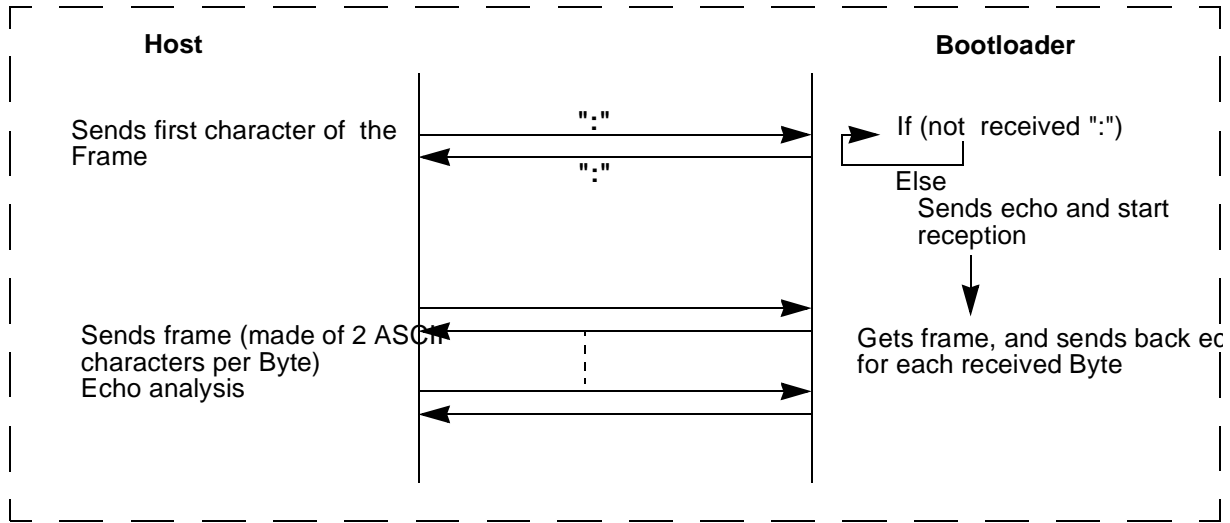 Host
Bootloader
Sends first character of the
Frame
":"
":"
If (not received ":")
Else
Sends echo and start
reception
Sends frame (made of 2 ASCII
characters per Byte)
Echo analysis
Gets frame, and sends back
for each received Byte